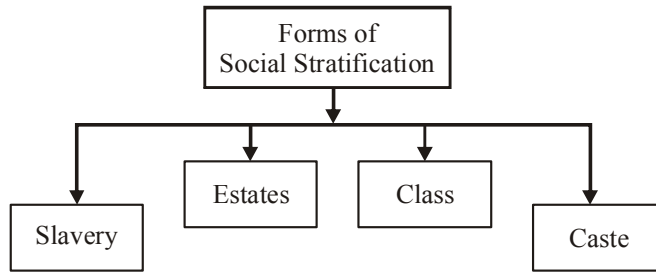 Forms of
Social Stratification
Estates
Class
Slavery
Caste